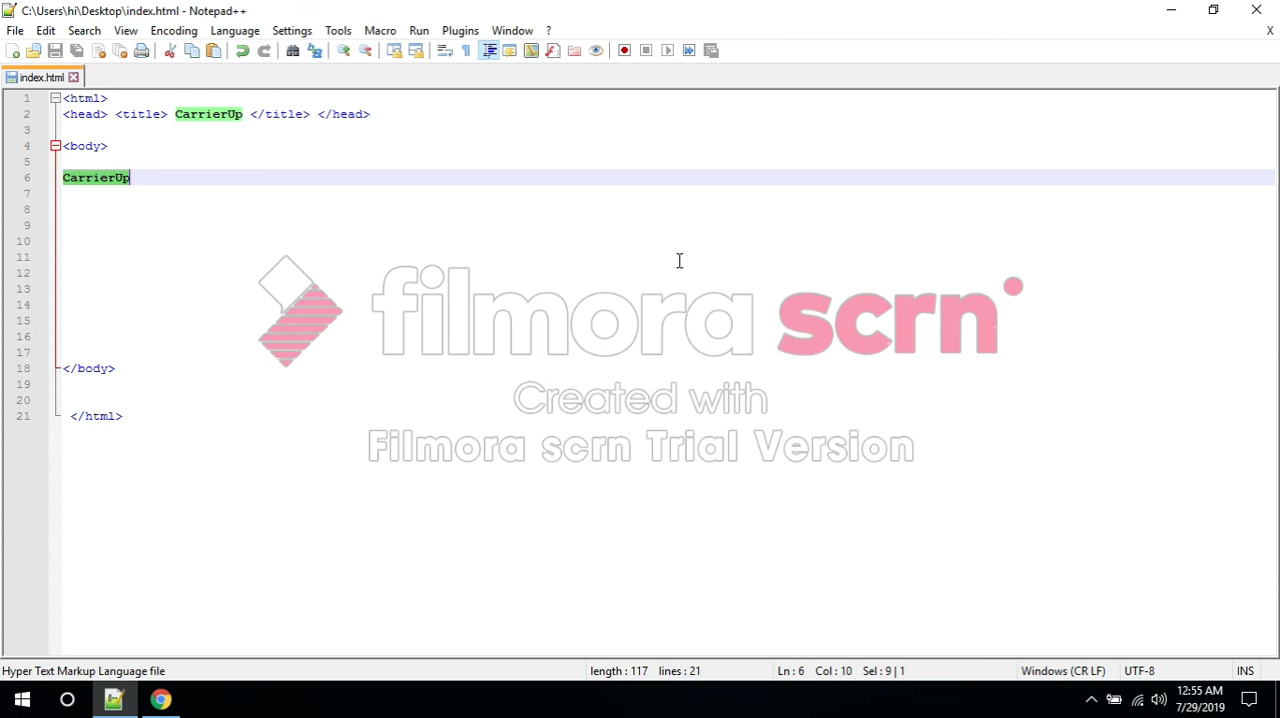 C:\Users\hi\Desktop\index.html - Notepad++
File Edit Search View Encoding Language Settings Tools Macro Run Plugins Window ? X
index.html
1 <html>
2 <head> <title> CarrierUp </title> </head>
3
4 <body>
5
6 CarrierUp
7
8
9
10
11
12
13
14
15
16
17
18 </body>
19
20
21 </html>
filmora scrn
Created with
Filmora scrn Trial Version
Hyper Text Markup Language file length : 117 lines : 21 Ln : 6 Col : 10 Sel : 9 | 1 Windows (CR LF) UTF-8 INS
12:55 AM
7/29/2019